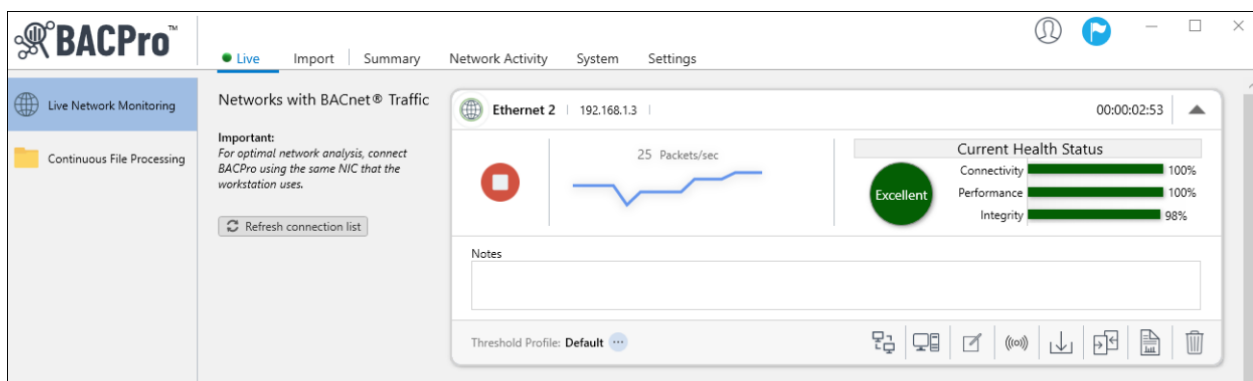 BACPro™
Live
Import
Summary
Network Activity
System
Settings
Live Network Monitoring
Continuous File Processing
Networks with BACnet® Traffic
Important:
For optimal network analysis, connect
BACPro using the same NIC that the
workstation uses.
Refresh connection list
Ethernet 2 | 192.168.1.3 |
00:00:02:53
25 Packets/sec
Current Health Status
Excellent
Connectivity 100%
Performance 100%
Integrity 98%
Notes
Threshold Profile: Default ...